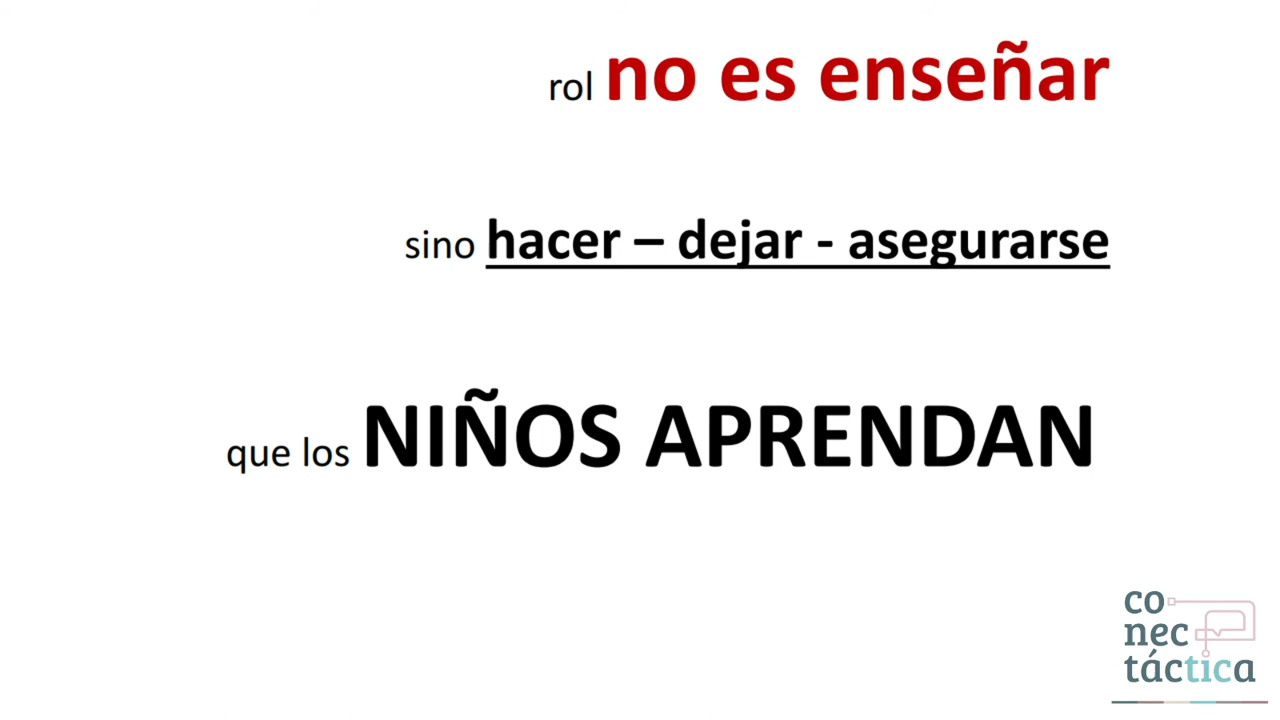 rol no es enseñar
sino hacer – dejar - asegurarse
que los NIÑOS APRENDAN
co
nec
táctica